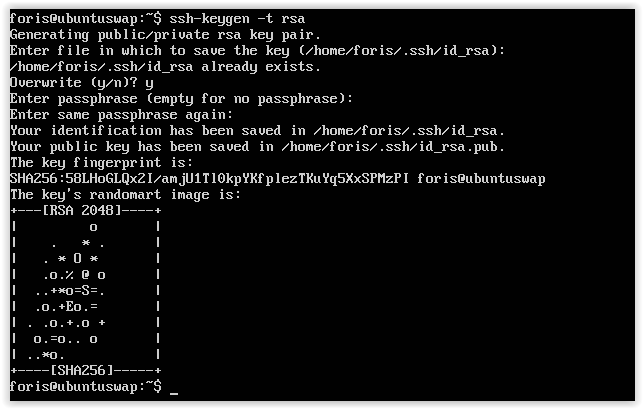 foris@ubuntuswap:~$ ssh-keygen -t rsa
Generating public/private rsa key pair.
Enter file in which to save the key (/home/foris/.ssh/id_rsa):
/home/foris/.ssh/id_rsa already exists.
Overwrite (y/n)? y
Enter passphrase (empty for no passphrase):
Enter same passphrase again:
Your identification has been saved in /home/foris/.ssh/id_rsa.
Your public key has been saved in /home/foris/.ssh/id_rsa.pub.
The key fingerprint is:
SHA256:58LHoGLQx2I/amjU1Tl0kpYKfplezTKuYq5XxSPMzPI foris@ubuntuswap
The key's randomart image is:
+---[RSA 2048]----+
|         o       |
|    .   * .      |
|   . * O *       |
|   .o.% @ o      |
|  ..+*o=S=.      |
|  .o.+Eo.=       |
| . .o.+.o +      |
|  o.=o.. o       |
| ..*o.           |
+----[SHA256]-----+
foris@ubuntuswap:~$ _